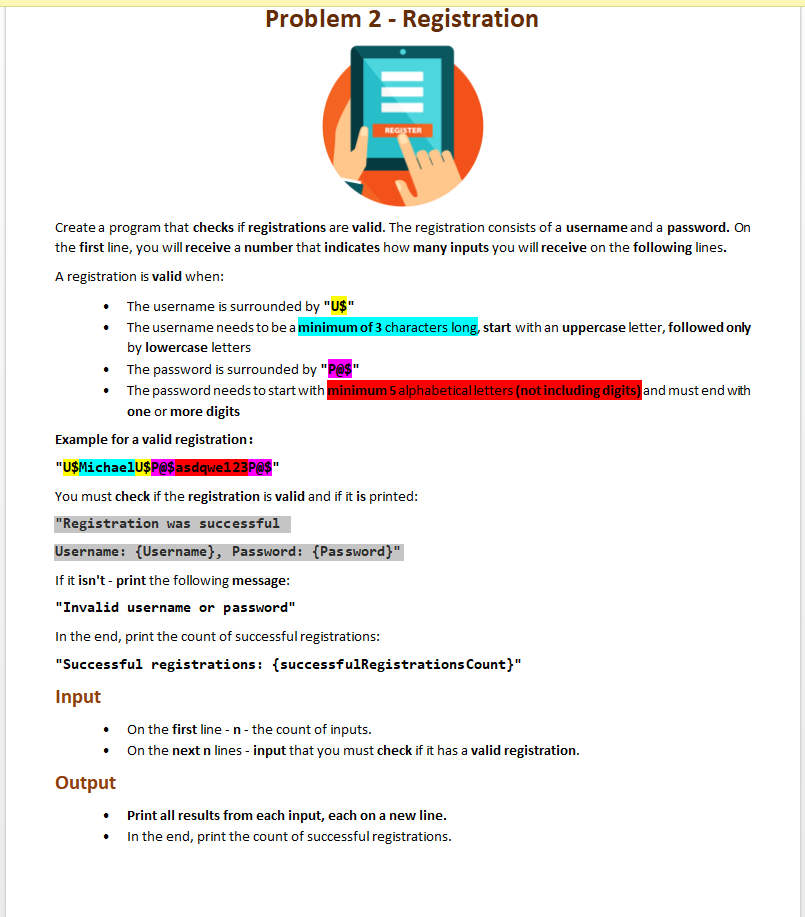 Problem 2 - Registration
REGISTER
Create a program that checks if registrations are valid. The registration consists of a username and a password. On
the first line, you will receive a number that indicates how many inputs you will receive on the following lines.
A registration is valid when:
• The username is surrounded by "U$"
• The username needs to be a minimum of 3 characters long, start with an uppercase letter, followed only
by lowercase letters
• The password is surrounded by "P@$"
• The password needs to start with minimum 5 alphabetical letters (not including digits) and must end with
one or more digits
Example for a valid registration:
"U$MichaelU$P@$asdqwe123P@$"
You must check if the registration is valid and if it is printed:
"Registration was successful
Username: {Username}, Password: {Password}"
If it isn't - print the following message:
"Invalid username or password"
In the end, print the count of successful registrations:
"Successful registrations: {successfulRegistrationsCount}"
Input
• On the first line - n - the count of inputs.
• On the next n lines - input that you must check if it has a valid registration.
Output
• Print all results from each input, each on a new line.
• In the end, print the count of successful registrations.